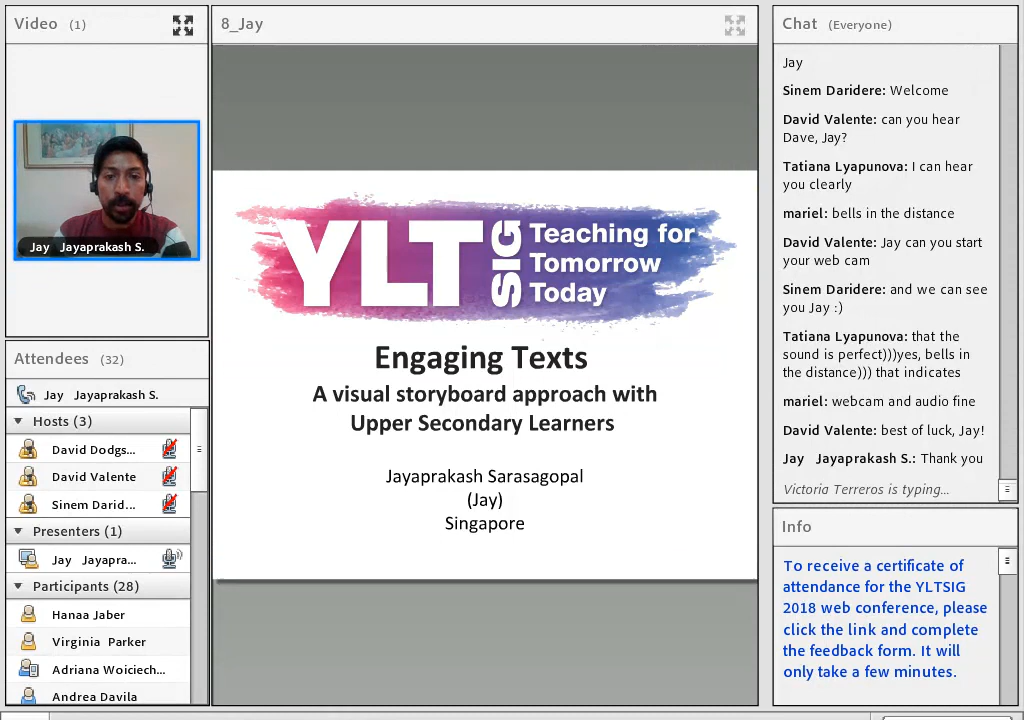 Video (1)
Jay Jayaprakash S.
Attendees (32)
Jay Jayaprakash S.
Hosts (3)
David Dodgs...
David Valente
Sinem Darid...
Presenters (1)
Jay Jayapra...
Participants (28)
Hanaa Jaber
Virginia Parker
Adriana Woiciech...
Andrea Davila
8_Jay
YLT SIG Teaching for
Tomorrow
Today
Engaging Texts
A visual storyboard approach with
Upper Secondary Learners
Jayaprakash Sarasagopal
(Jay)
Singapore
Chat (Everyone)
Jay
Sinem Daridere: Welcome
David Valente: can you hear
Dave, Jay?
Tatiana Lyapunova: I can hear
you clearly
mariel: bells in the distance
David Valente: Jay can you start
your web cam
Sinem Daridere: and we can see
you Jay :)
Tatiana Lyapunova: that the
sound is perfect)))yes, bells in
the distance))) that indicates
mariel: webcam and audio fine
David Valente: best of luck, Jay!
Jay Jayaprakash S.: Thank you
Victoria Terreros is typing...
Info
To receive a certificate of
attendance for the YLTSIG
2018 web conference, please
click the link and complete
the feedback form. It will
only take a few minutes.